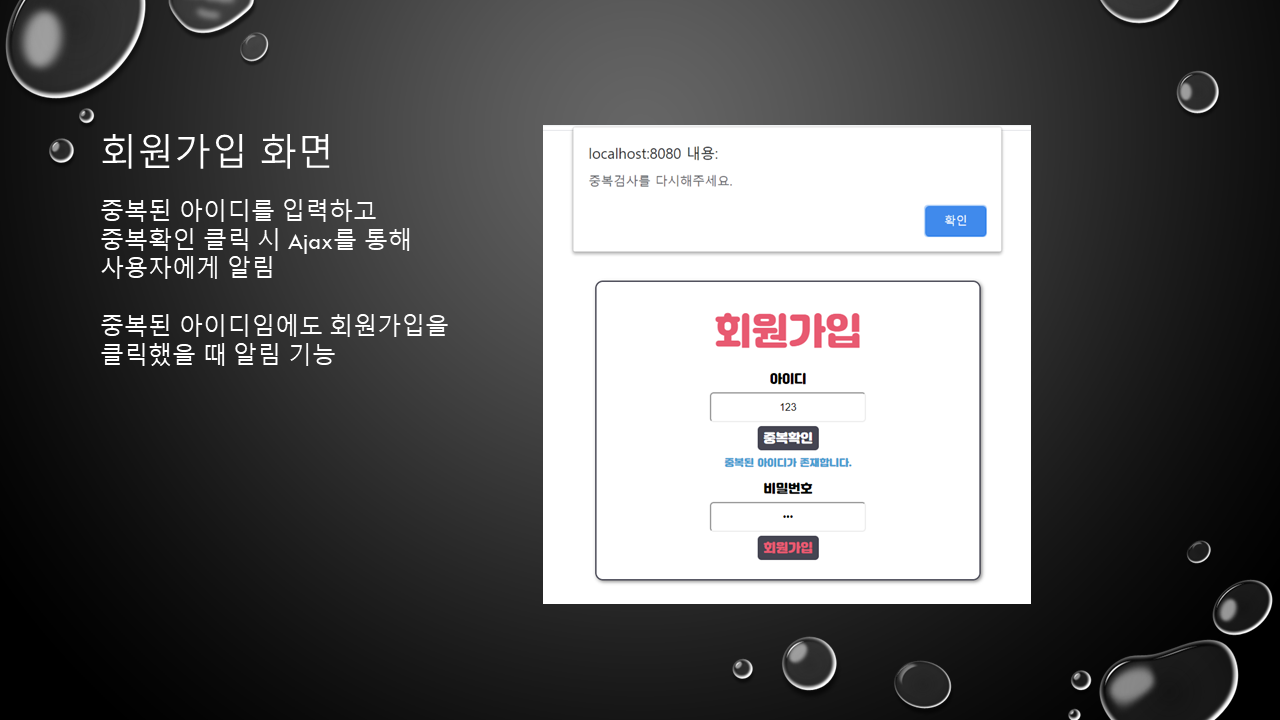 회원가입 화면
중복된 아이디를 입력하고
중복확인 클릭 시 Ajax를 통해
사용자에게 알림
중복된 아이디임에도 회원가입을
클릭했을 때 알림 기능
localhost:8080 내용:
중복검사를 다시해주세요.
확인
회원가입
아이디
123
중복확인
중복된 아이디가 존재합니다.
비밀번호
•••
회원가입